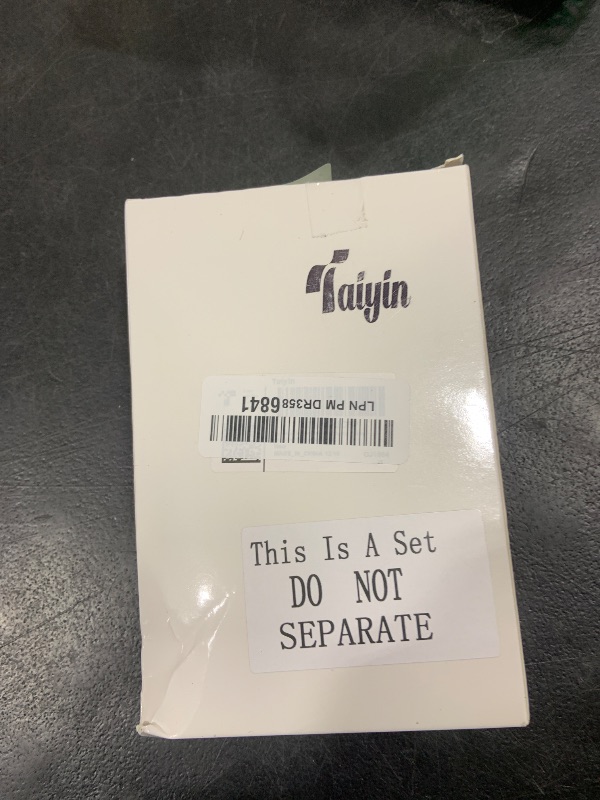 Taiyin
LPN PM DR3586841
This Is A Set
DO NOT
SEPARATE